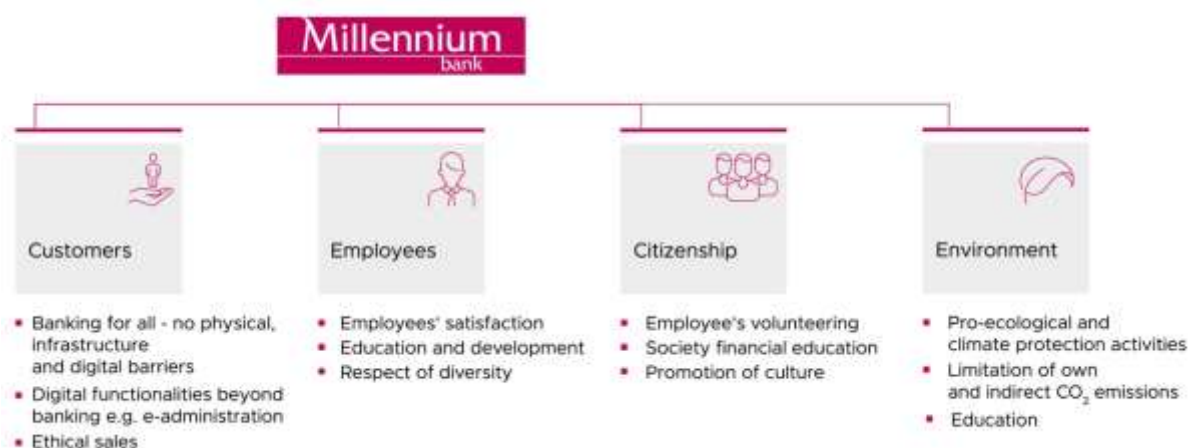 Millennium
bank
Customers
Employees
Citizenship
Environment
▪ Banking for all - no physical,
infrastructure
and digital barriers
▪ Digital functionalities beyond
banking e.g. e-administration
▪ Ethical sales
▪ Employees' satisfaction
▪ Education and development
▪ Respect of diversity
▪ Employee's volunteering
▪ Society financial education
▪ Promotion of culture
▪ Pro-ecological and
climate protection activities
▪ Limitation of own
and indirect CO₂ emissions
▪ Education